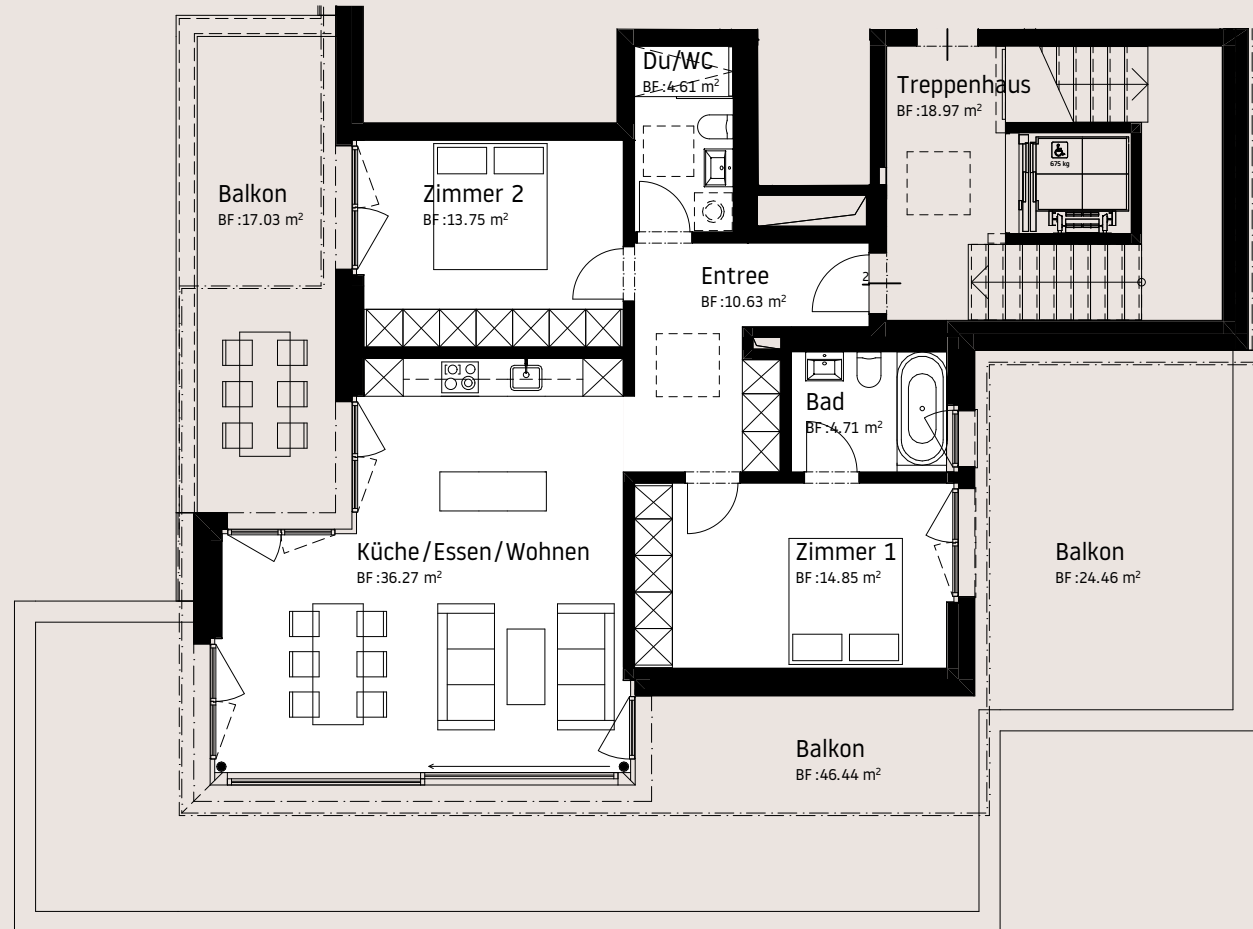 Du/WC
BF :4.61 m²
Treppenhaus
BF :18.97 m²
675 kg
Balkon
BF :17.03 m²
Zimmer 2
BF :13.75 m²
Entree
BF :10.63 m²
2
Bad
BF :4.71 m²
Küche/Essen/Wohnen
BF :36.27 m²
Zimmer 1
BF :14.85 m²
Balkon
BF :24.46 m²
Balkon
BF :46.44 m²